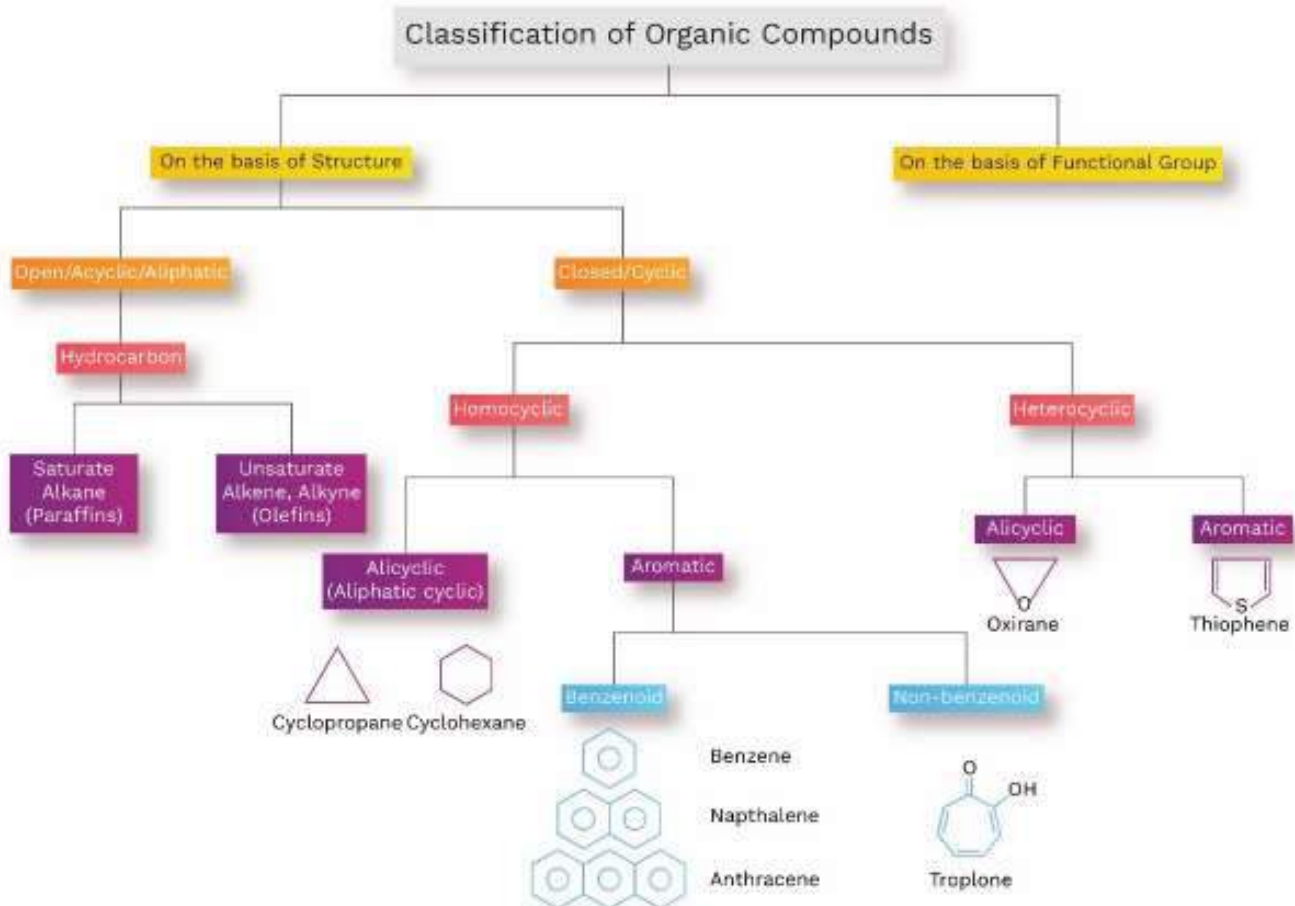 Classification of Organic Compounds
On the basis of Structure
On the basis of Functional Group
Open/Acyclic/Aliphatic
Closed/Cyclic
Hydrocarbon
Homocyclic
Heterocyclic
Saturate
Alkane
(Paraffins)
Unsaturate
Alkene, Alkyne
(Olefins)
Alicyclic
(Aliphatic cyclic)
Aromatic
Alicyclic
O
Oxirane
Aromatic
S
Thiophene
Cyclopropane
Cyclohexane
Benzenoid
Non-benzenoid
Benzene
Napthalene
Anthracene
O
OH
Troplone